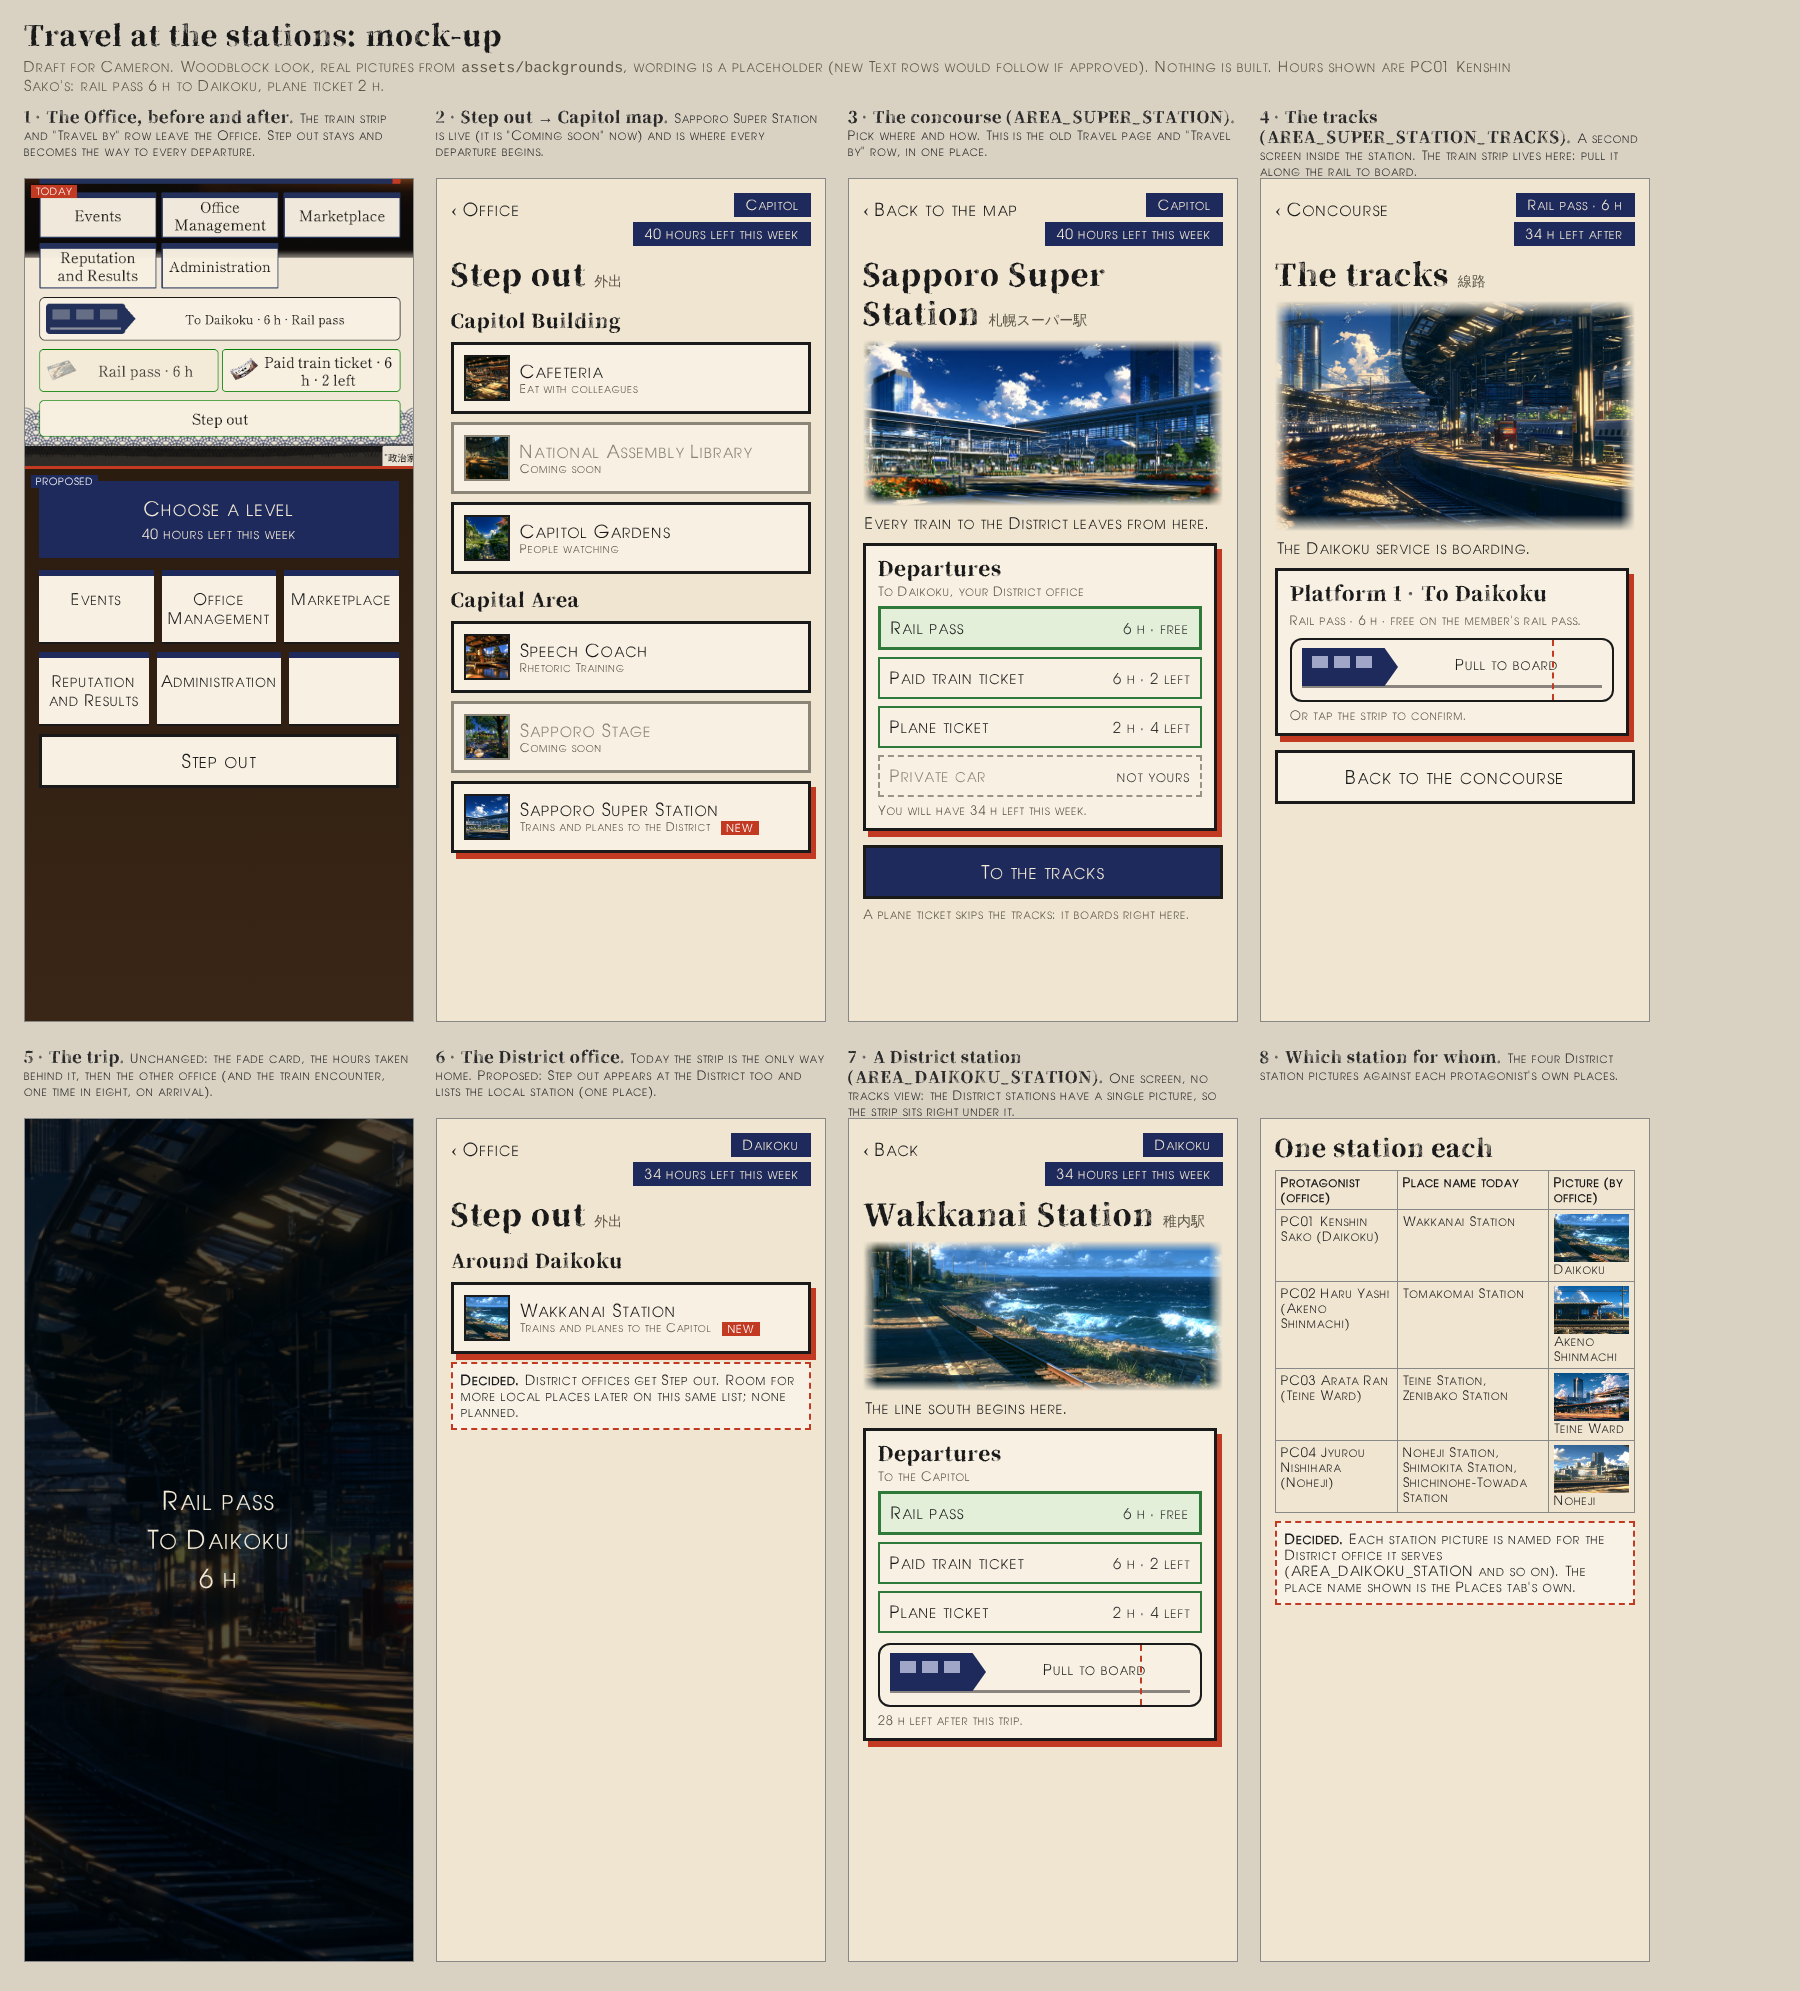 Travel at the stations: mock-up
Draft for Cameron. Woodblock look, real pictures from assets/backgrounds, wording is a placeholder (new Text rows would follow if approved). Nothing is built. Hours shown are PC01 Kenshin
Sako's: rail pass 6 h to Daikoku, plane ticket 2 h.
1 · The Office, before and after. The train strip
and "Travel by" row leave the Office. Step out stays and
becomes the way to every departure.
TODAY
Events
Office
Management
Marketplace
Reputation
and Results
Administration
To Daikoku · 6 h · Rail pass
Rail pass · 6 h
Paid train ticket · 6
h · 2 left
Step out
"政治家
PROPOSED
Choose a level
40 hours left this week
Events
Office
Management
Marketplace
Reputation
and Results
Administration
Step out
2 · Step out → Capitol map. Sapporo Super Station
is live (it is "Coming soon" now) and is where every
departure begins.
‹ Office
Capitol
40 hours left this week
Step out 外出
Capitol Building
Cafeteria
Eat with colleagues
National Assembly Library
Coming soon
Capitol Gardens
People watching
Capital Area
Speech Coach
Rhetoric Training
Sapporo Stage
Coming soon
Sapporo Super Station
Trains and planes to the District NEW
3 · The concourse (AREA_SUPER_STATION).
Pick where and how. This is the old Travel page and "Travel
by" row, in one place.
‹ Back to the map
Capitol
40 hours left this week
Sapporo Super
Station 札幌スーパー駅
Every train to the District leaves from here.
Departures
To Daikoku, your District office
Rail pass 6 h · free
Paid train ticket 6 h · 2 left
Plane ticket 2 h · 4 left
Private car not yours
You will have 34 h left this week.
To the tracks
A plane ticket skips the tracks: it boards right here.
4 · The tracks
(AREA_SUPER_STATION_TRACKS). A second
screen inside the station. The train strip lives here: pull it
along the rail to board.
‹ Concourse
Rail pass · 6 h
34 h left after
The tracks 線路
The Daikoku service is boarding.
Platform 1 · To Daikoku
Rail pass · 6 h · free on the member's rail pass.
Pull to board
Or tap the strip to confirm.
Back to the concourse
5 · The trip. Unchanged: the fade card, the hours taken
behind it, then the other office (and the train encounter,
one time in eight, on arrival).
Rail pass
To Daikoku
6 h
6 · The District office. Today the strip is the only way
home. Proposed: Step out appears at the District too and
lists the local station (one place).
‹ Office
Daikoku
34 hours left this week
Step out 外出
Around Daikoku
Wakkanai Station
Trains and planes to the Capitol NEW
Decided. District offices get Step out. Room for
more local places later on this same list; none
planned.
7 · A District station
(AREA_DAIKOKU_STATION). One screen, no
tracks view: the District stations have a single picture, so
the strip sits right under it.
‹ Back
Daikoku
34 hours left this week
Wakkanai Station 稚内駅
The line south begins here.
Departures
To the Capitol
Rail pass 6 h · free
Paid train ticket 6 h · 2 left
Plane ticket 2 h · 4 left
Pull to board
28 h left after this trip.
8 · Which station for whom. The four District
station pictures against each protagonist's own places.
One station each
Protagonist
(office)
Place name today
Picture (by
office)
PC01 Kenshin
Sako (Daikoku)
Wakkanai Station
Daikoku
PC02 Haru Yashi
(Akeno
Shinmachi)
Tomakomai Station
Akeno
Shinmachi
PC03 Arata Ran
(Teine Ward)
Teine Station,
Zenibako Station
Teine Ward
PC04 Jyurou
Nishihara
(Noheji)
Noheji Station,
Shimokita Station,
Shichinohe-Towada
Station
Noheji
Decided. Each station picture is named for the
District office it serves
(AREA_DAIKOKU_STATION and so on). The
place name shown is the Places tab's own.